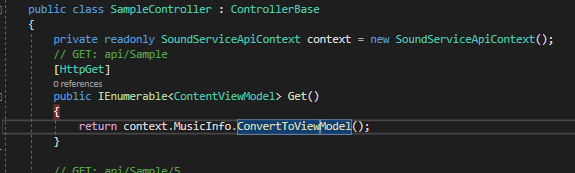 public class SampleController : ControllerBase
{
private readonly SoundServiceApiContext context = new SoundServiceApiContext();
// GET: api/Sample
[HttpGet]
0 references
public IEnumerable<ContentViewModel> Get()
{
return context.MusicInfo.ConvertToViewModel();
}
// GET: api/Sample/5